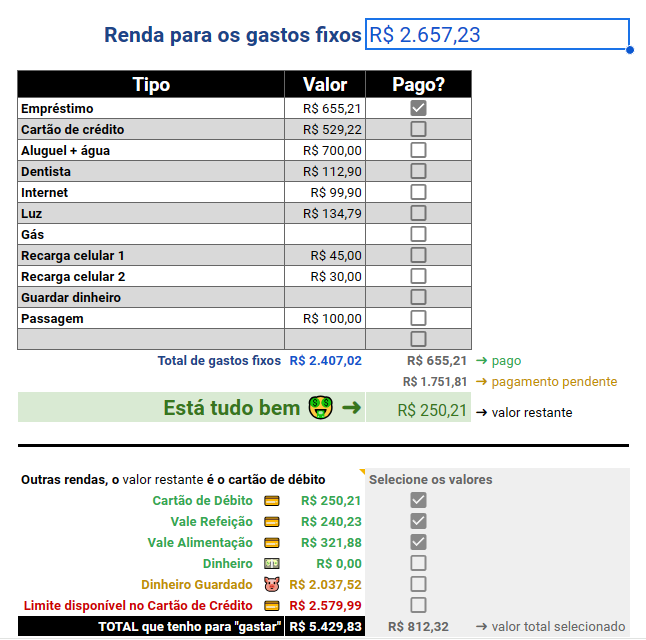 Renda para os gastos fixos R$ 2.657,23
Tipo Valor Pago?
Empréstimo R$ 655,21
Cartão de crédito R$ 529,22
Aluguel + água R$ 700,00
Dentista R$ 112,90
Internet R$ 99,90
Luz R$ 134,79
Gás
Recarga celular 1 R$ 45,00
Recarga celular 2 R$ 30,00
Guardar dinheiro
Passagem R$ 100,00
Total de gastos fixos R$ 2.407,02 R$ 655,21 → pago
R$ 1.751,81 → pagamento pendente
Está tudo bem 🤑 → R$ 250,21 → valor restante
Outras rendas, o valor restante é o cartão de débito Selecione os valores
Cartão de Débito 💳 R$ 250,21
Vale Refeição 💳 R$ 240,23
Vale Alimentação 💳 R$ 321,88
Dinheiro 💵 R$ 0,00
Dinheiro Guardado 🐷 R$ 2.037,52
Limite disponível no Cartão de Crédito 💳 R$ 2.579,99
TOTAL que tenho para "gastar" R$ 5.429,83 R$ 812,32 → valor total selecionado